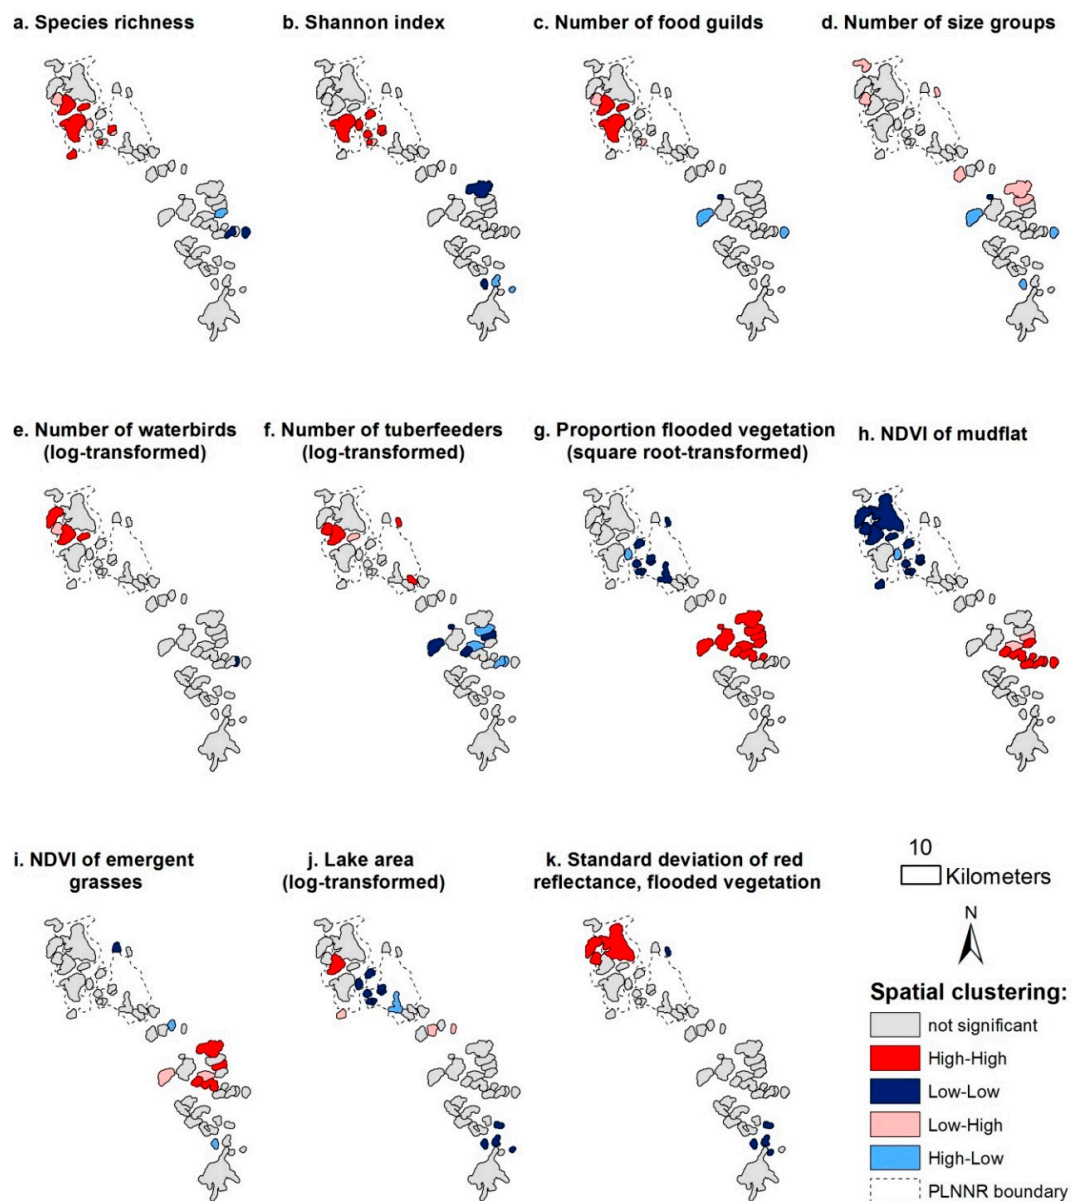 a. Species richness
b. Shannon index
c. Number of food guilds
d. Number of size groups
e. Number of waterbirds
(log-transformed)
f. Number of tuberfeeders
(log-transformed)
g. Proportion flooded vegetation
(square root-transformed)
h. NDVI of mudflat
i. NDVI of emergent
grasses
j. Lake area
(log-transformed)
k. Standard deviation of red
reflectance, flooded vegetation
10
Kilometers
N
Spatial clustering:
not significant
High-High
Low-Low
Low-High
High-Low
PLNNR boundary